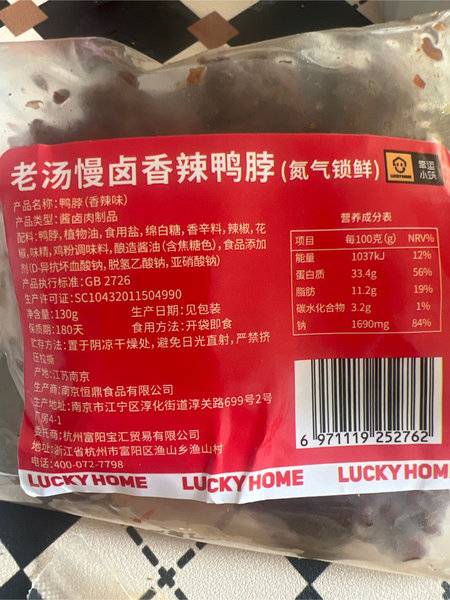 老汤慢卤香辣鸭脖(氮气锁鲜)
LUCKYHOME
幸运
小跃
产品名称:鸭脖(香辣味)
产品类型:酱卤肉制品
配料:鸭脖,植物油,食用盐,绵白糖,香辛料,辣椒,花
椒,味精,鸡粉调味料,酿造酱油(含焦糖色),食品添加
剂(D-异抗坏血酸钠,脱氢乙酸钠,亚硝酸钠)
产品执行标准:GB 2726
生产许可证:SC10432011504990
净含量:130g 生产日期:见包装
保质期:180天 食用方法:开袋即食
贮存方法:置于阴凉干燥处,避免日光直射,严禁挤
压拉袋
产地:江苏南京
生产商:南京恒鼎食品有限公司
生产地址:南京市江宁区淳化街道淳关路699号2号
厂房4-1
委托商:杭州富阳宝汇贸易有限公司
地址:浙江省杭州市富阳区渔山乡渔山村
电话:400-072-7798
营养成分表
项目 每100克(g) NRV%
能量 1037kJ 12%
蛋白质 33.4g 56%
脂肪 11.2g 19%
碳水化合物 3.2g 1%
钠 1690mg 84%
6 971119 252762
LUCKY HOME LUCKY HOME LUCKY HOM